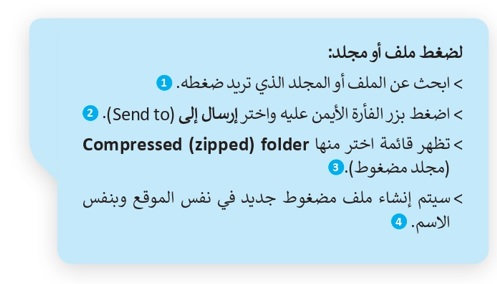 لضغط ملف أو مجلد:
> ابحث عن الملف أو المجلد الذي تريد ضغطه. 1
> اضغط بزر الفأرة الأيمن عليه واختر إرسال إلى (Send to). 2
> تظهر قائمة اختر منها Compressed (zipped) folder
(مجلد مضغوط). 3
> سيتم إنشاء ملف مضغوط جديد في نفس الموقع وبنفس
الاسم. 4